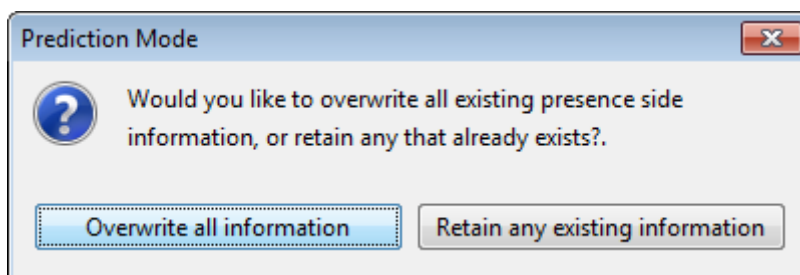 Prediction Mode
Would you like to overwrite all existing presence side
information, or retain any that already exists?.
Overwrite all information
Retain any existing information